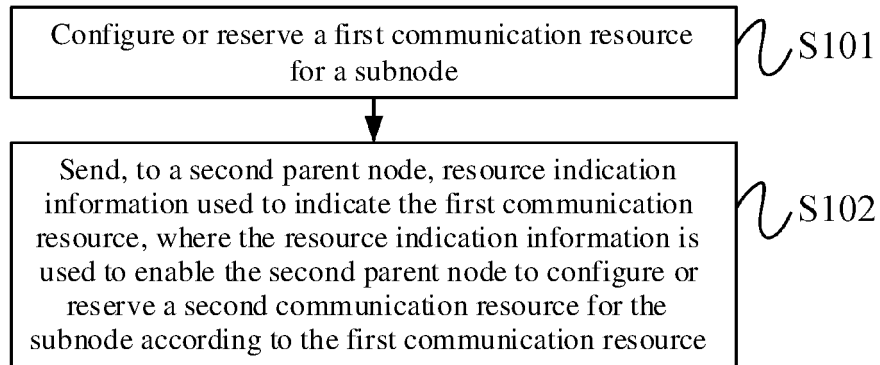 Configure or reserve a first communication resource
for a subnode
S101
Send, to a second parent node, resource indication
information used to indicate the first communication
resource, where the resource indication information is
used to enable the second parent node to configure or
reserve a second communication resource for the
subnode according to the first communication resource
S102